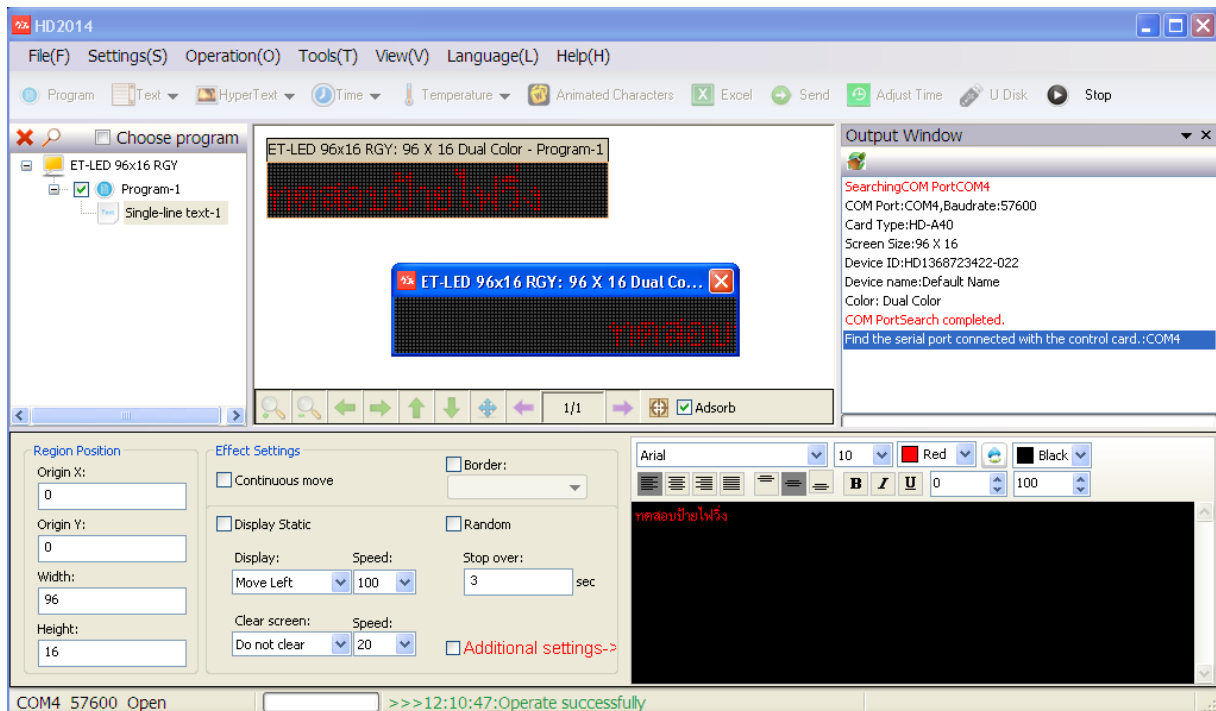 HD2014
File(F) Settings(S) Operation(O) Tools(T) View(V) Language(L) Help(H)
Program Text HyperText Time Temperature Animated Characters Excel Send Adjust Time U Disk Stop
Choose program
ET-LED 96x16 RGY
Program-1
Text Single-line text-1
ET-LED 96x16 RGY: 96 X 16 Dual Color - Program-1
ทดสอบป้ายไฟวิ่ง
ET-LED 96x16 RGY: 96 X 16 Dual Co...
ทดสอบ
1/1 Adsorb
Output Window
SearchingCOM PortCOM4
COM Port:COM4,Baudrate:57600
Card Type:HD-A40
Screen Size:96 X 16
Device ID:HD1368723422-022
Device name:Default Name
Color: Dual Color
COM PortSearch completed.
Find the serial port connected with the control card.:COM4
Region Position
Origin X:
0
Origin Y:
0
Width:
96
Height:
16
Effect Settings
Continuous move
Border:
Display Static
Random
Display: Speed: Stop over:
Move Left 100 3 sec
Clear screen: Speed:
Do not clear 20 Additional settings->
Arial 10 Red Black
B I U 0 100
ทดสอบป้ายไฟวิ่ง
COM4 57600 Open >>>12:10:47:Operate successfully